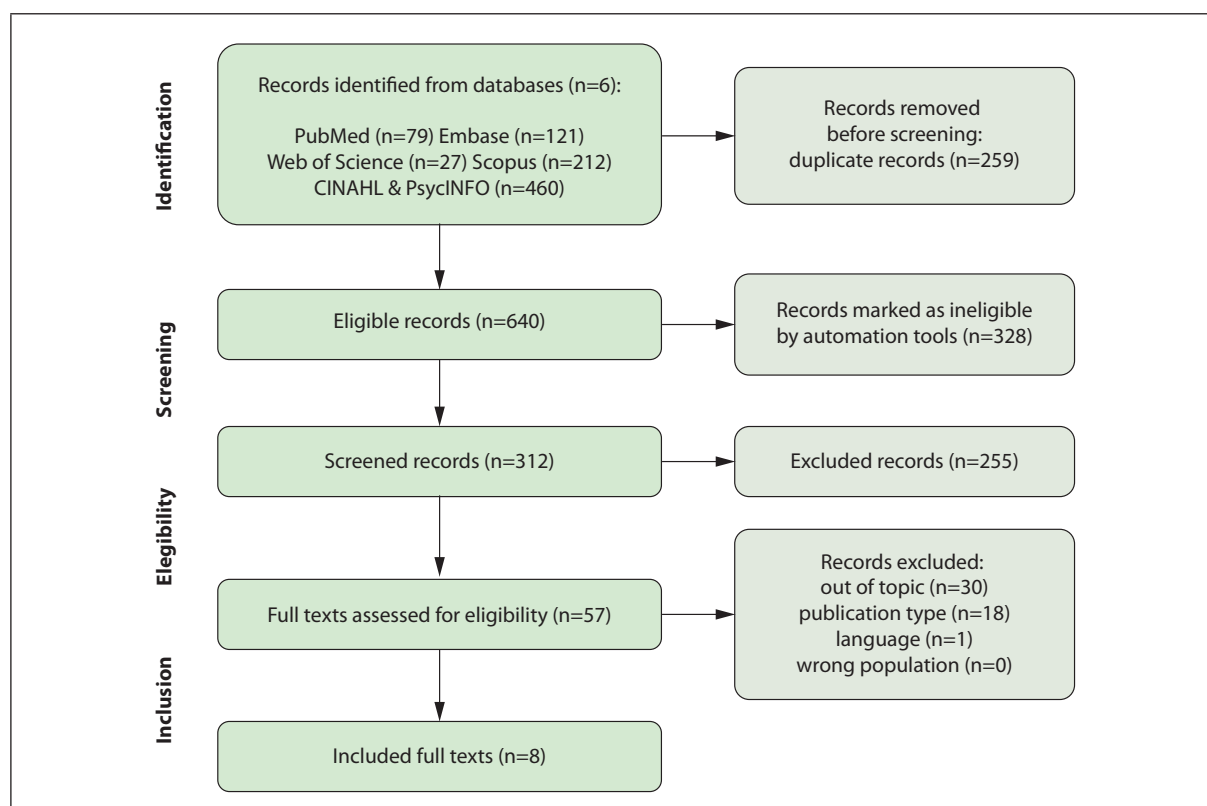 Identification
Records identified from databases (n=6):
PubMed (n=79) Embase (n=121)
Web of Science (n=27) Scopus (n=212)
CINAHL & PsycINFO (n=460)
Records removed
before screening:
duplicate records (n=259)
Screening
Eligible records (n=640)
Records marked as ineligible
by automation tools (n=328)
Screened records (n=312)
Excluded records (n=255)
Elegibility
Full texts assessed for eligibility (n=57)
Records excluded:
out of topic (n=30)
publication type (n=18)
language (n=1)
wrong population (n=0)
Inclusion
Included full texts (n=8)